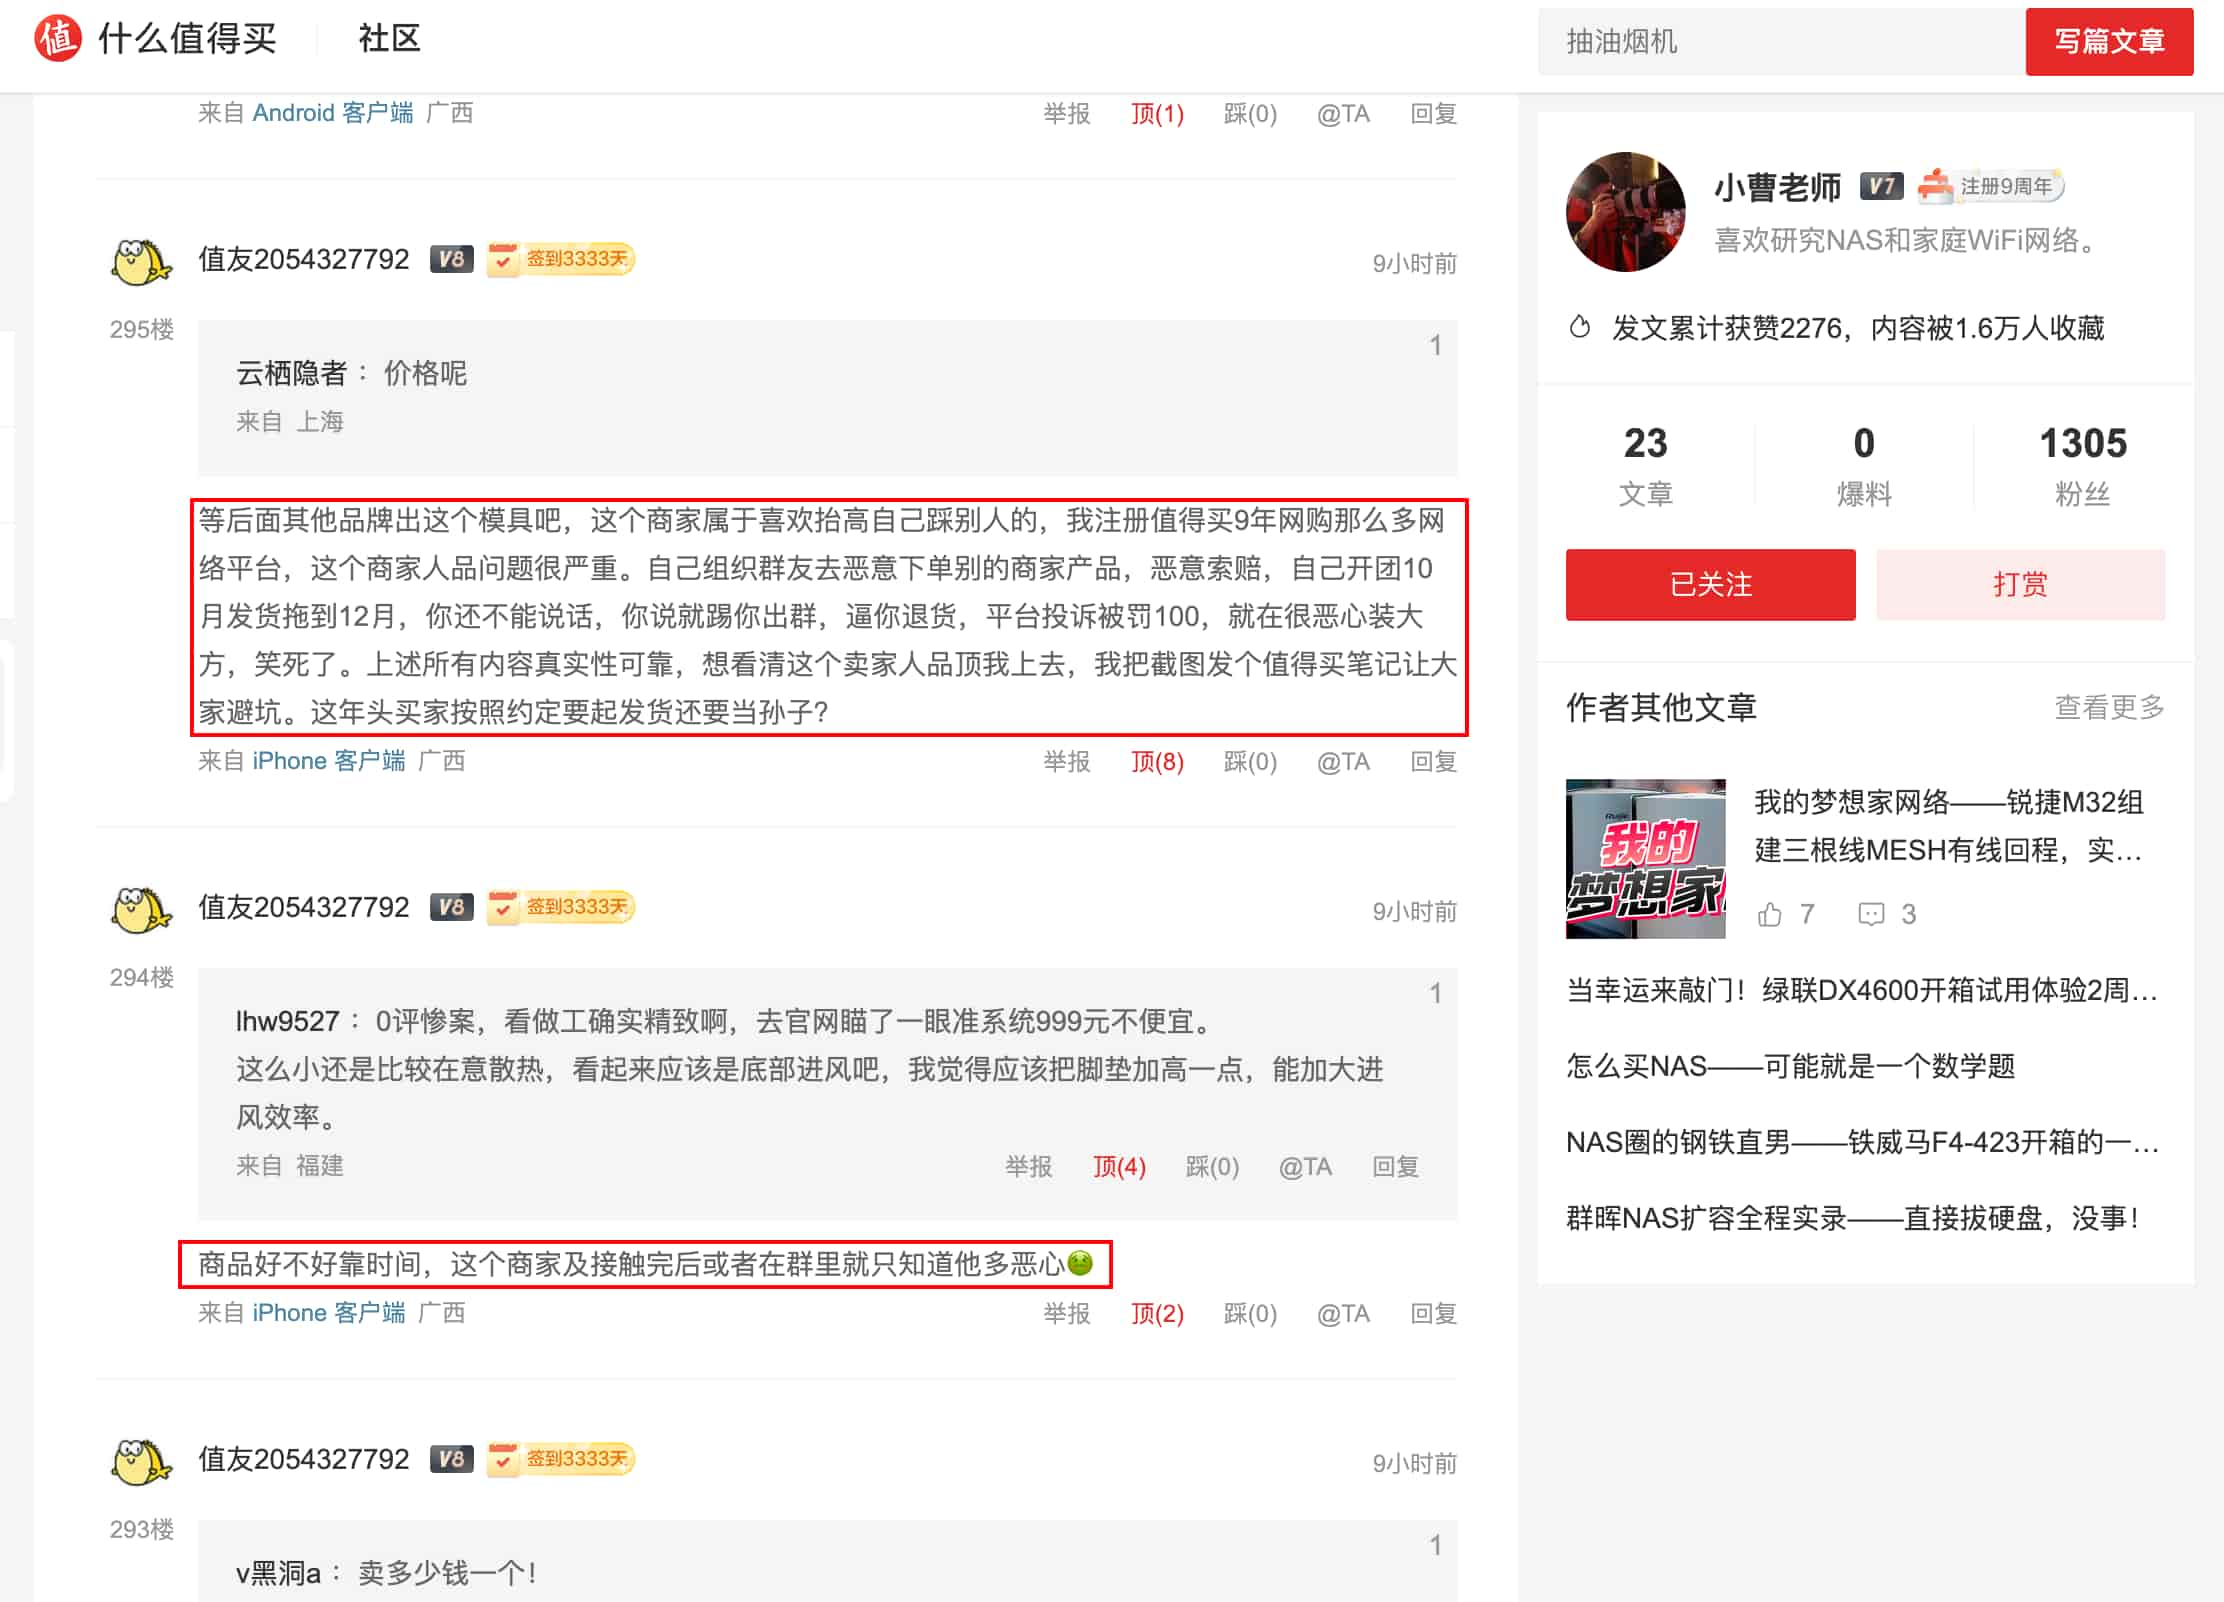 值 什么值得买 社区 抽油烟机 写篇文章
来自 Android 客户端 广西 举报 顶(1) 踩(0) @TA 回复
值友2054327792 V8 签到3333天 9小时前
295楼
1
云栖隐者： 价格呢
来自 上海
等后面其他品牌出这个模具吧，这个商家属于喜欢抬高自己踩别人的，我注册值得买9年网购那么多网
络平台，这个商家人品问题很严重。自己组织群友去恶意下单别的商家产品，恶意索赔，自己开团10
月发货拖到12月，你还不能说话，你说就踢你出群，逼你退货，平台投诉被罚100，就在很恶心装大
方，笑死了。上述所有内容真实性可靠，想看清这个卖家人品顶我上去，我把截图发个值得买笔记让大
家避坑。这年头买家按照约定要起发货还要当孙子?
来自 iPhone 客户端 广西 举报 顶(8) 踩(0) @TA 回复
值友2054327792 V8 签到3333天 9小时前
294楼
1
lhw9527： 0评惨案，看做工确实精致啊，去官网瞄了一眼准系统999元不便宜。
这么小还是比较在意散热，看起来应该是底部进风吧，我觉得应该把脚垫加高一点，能加大进
风效率。
来自 福建 举报 顶(4) 踩(0) @TA 回复
商品好不好靠时间，这个商家及接触完后或者在群里就只知道他多恶心🤢
来自 iPhone 客户端 广西 举报 顶(2) 踩(0) @TA 回复
值友2054327792 V8 签到3333天 9小时前
293楼
1
v黑洞a： 卖多少钱一个！
小曹老师 V7 注册9周年
喜欢研究NAS和家庭WiFi网络。
发文累计获赞2276，内容被1.6万人收藏
23 0 1305
文章 爆料 粉丝
已关注 打赏
作者其他文章 查看更多
Ruijie
我的
梦想家
我的梦想家网络——锐捷M32组
建三根线MESH有线回程，实…
7 3
当幸运来敲门！绿联DX4600开箱试用体验2周…
怎么买NAS——可能就是一个数学题
NAS圈的钢铁直男——铁威马F4-423开箱的一…
群晖NAS扩容全程实录——直接拔硬盘，没事！